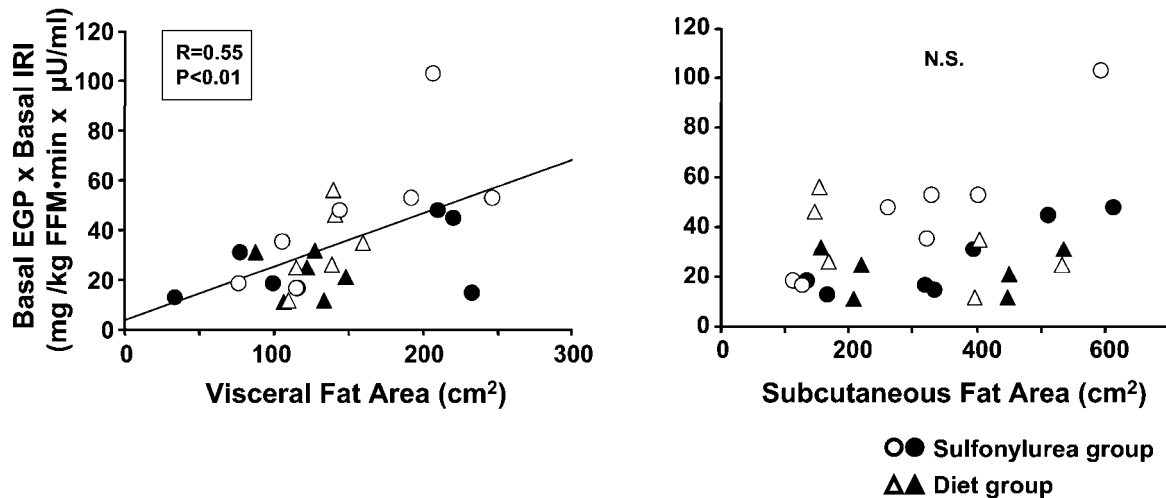 Basal EGP x Basal IRI
(mg /kg FFM•min x µU/ml)
120
100
80
60
40
20
0
R=0.55
P<0.01
0
100
200
300
Visceral Fat Area (cm²)
120
100
80
60
40
20
0
N.S.
0
200
400
600
Subcutaneous Fat Area (cm²)
Sulfonylurea group
Diet group